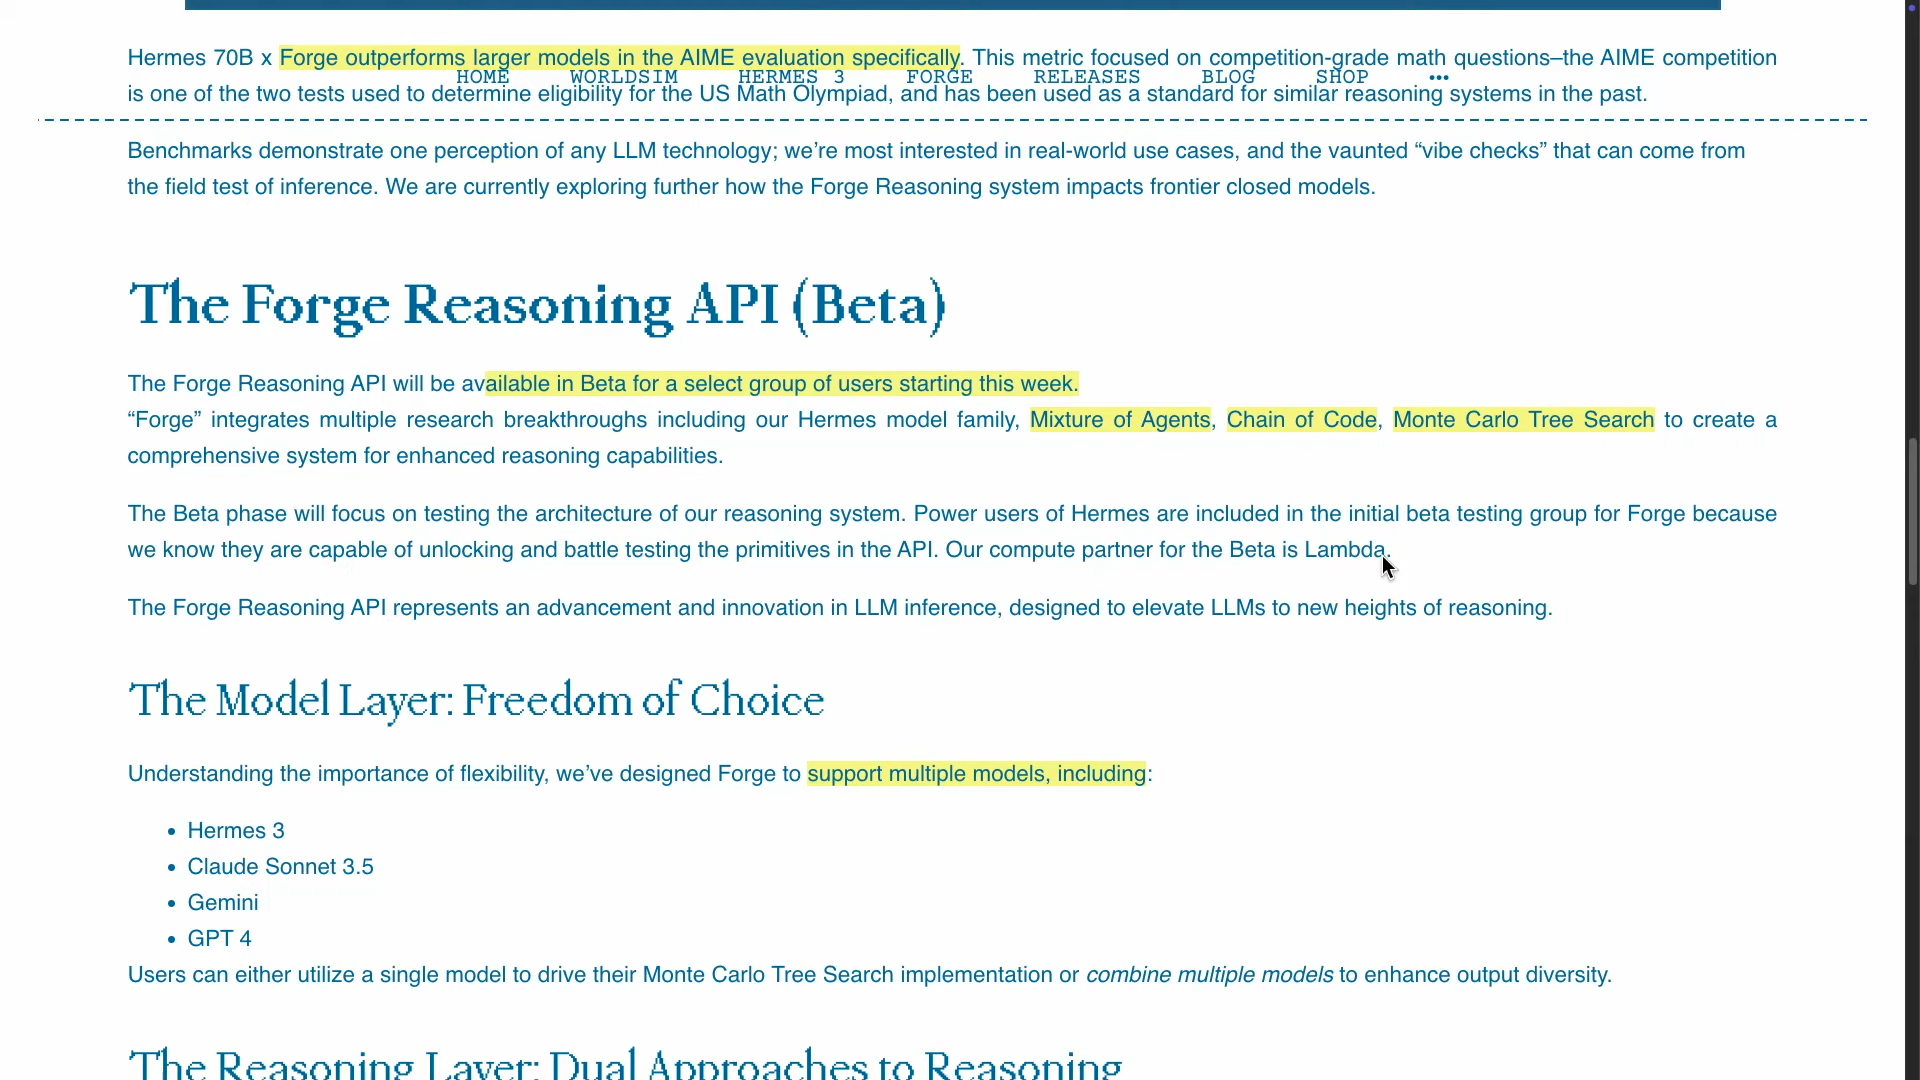 Hermes 70B x Forge outperforms larger models in the AIME evaluation specifically. This metric focused on competition-grade math questions–the AIME competition
HOME WORLDSIM HERMES 3 FORGE RELEASES BLOG SHOP •••
is one of the two tests used to determine eligibility for the US Math Olympiad, and has been used as a standard for similar reasoning systems in the past.
Benchmarks demonstrate one perception of any LLM technology; we’re most interested in real-world use cases, and the vaunted “vibe checks” that can come from
the field test of inference. We are currently exploring further how the Forge Reasoning system impacts frontier closed models.
The Forge Reasoning API (Beta)
The Forge Reasoning API will be available in Beta for a select group of users starting this week.
“Forge” integrates multiple research breakthroughs including our Hermes model family, Mixture of Agents, Chain of Code, Monte Carlo Tree Search to create a
comprehensive system for enhanced reasoning capabilities.
The Beta phase will focus on testing the architecture of our reasoning system. Power users of Hermes are included in the initial beta testing group for Forge because
we know they are capable of unlocking and battle testing the primitives in the API. Our compute partner for the Beta is Lambda.
The Forge Reasoning API represents an advancement and innovation in LLM inference, designed to elevate LLMs to new heights of reasoning.
The Model Layer: Freedom of Choice
Understanding the importance of flexibility, we’ve designed Forge to support multiple models, including:
• Hermes 3
• Claude Sonnet 3.5
• Gemini
• GPT 4
Users can either utilize a single model to drive their Monte Carlo Tree Search implementation or combine multiple models to enhance output diversity.
The Reasoning Layer: Dual Approaches to Reasoning